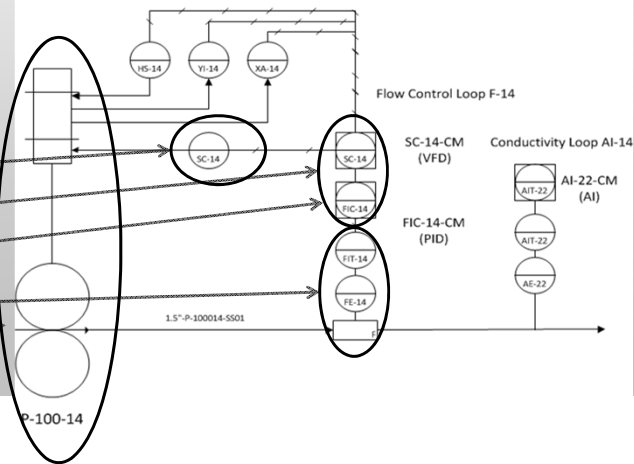 HS-14
YI-14
XA-14
Flow Control Loop F-14
SC-14
SC-14
SC-14-CM
(VFD)
Conductivity Loop AI-14
AIT-22
AI-22-CM
(AI)
FIC-14
FIC-14-CM
(PID)
AIT-22
FIT-14
AE-22
FE-14
1.5"-P-100014-SS01
F
P-100-14